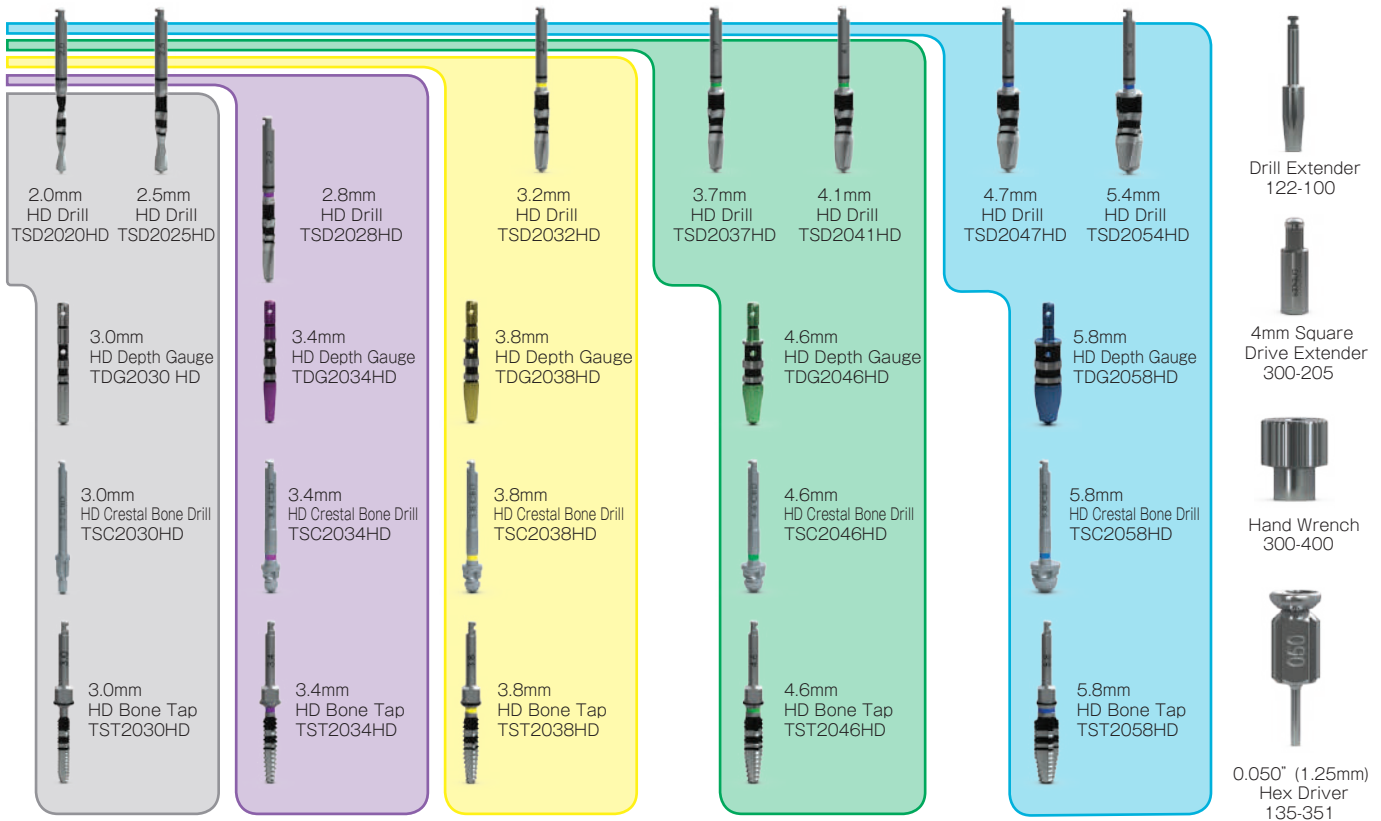 2.0mm
HD Drill
TSD2020HD
2.5mm
HD Drill
TSD2025HD
2.8mm
HD Drill
TSD2028HD
3.2mm
HD Drill
TSD2032HD
3.7mm
HD Drill
TSD2037HD
4.1mm
HD Drill
TSD2041HD
4.7mm
HD Drill
TSD2047HD
5.4mm
HD Drill
TSD2054HD
3.0mm
HD Depth Gauge
TDG2030 HD
3.4mm
HD Depth Gauge
TDG2034HD
3.8mm
HD Depth Gauge
TDG2038HD
4.6mm
HD Depth Gauge
TDG2046HD
5.8mm
HD Depth Gauge
TDG2058HD
3.0mm
HD Crestal Bone Drill
TSC2030HD
3.4mm
HD Crestal Bone Drill
TSC2034HD
3.8mm
HD Crestal Bone Drill
TSC2038HD
4.6mm
HD Crestal Bone Drill
TSC2046HD
5.8mm
HD Crestal Bone Drill
TSC2058HD
3.0mm
HD Bone Tap
TST2030HD
3.4mm
HD Bone Tap
TST2034HD
3.8mm
HD Bone Tap
TST2038HD
4.6mm
HD Bone Tap
TST2046HD
5.8mm
HD Bone Tap
TST2058HD
Drill Extender
122-100
4mm Square
Drive Extender
300-205
Hand Wrench
300-400
050
0.050" (1.25mm)
Hex Driver
135-351